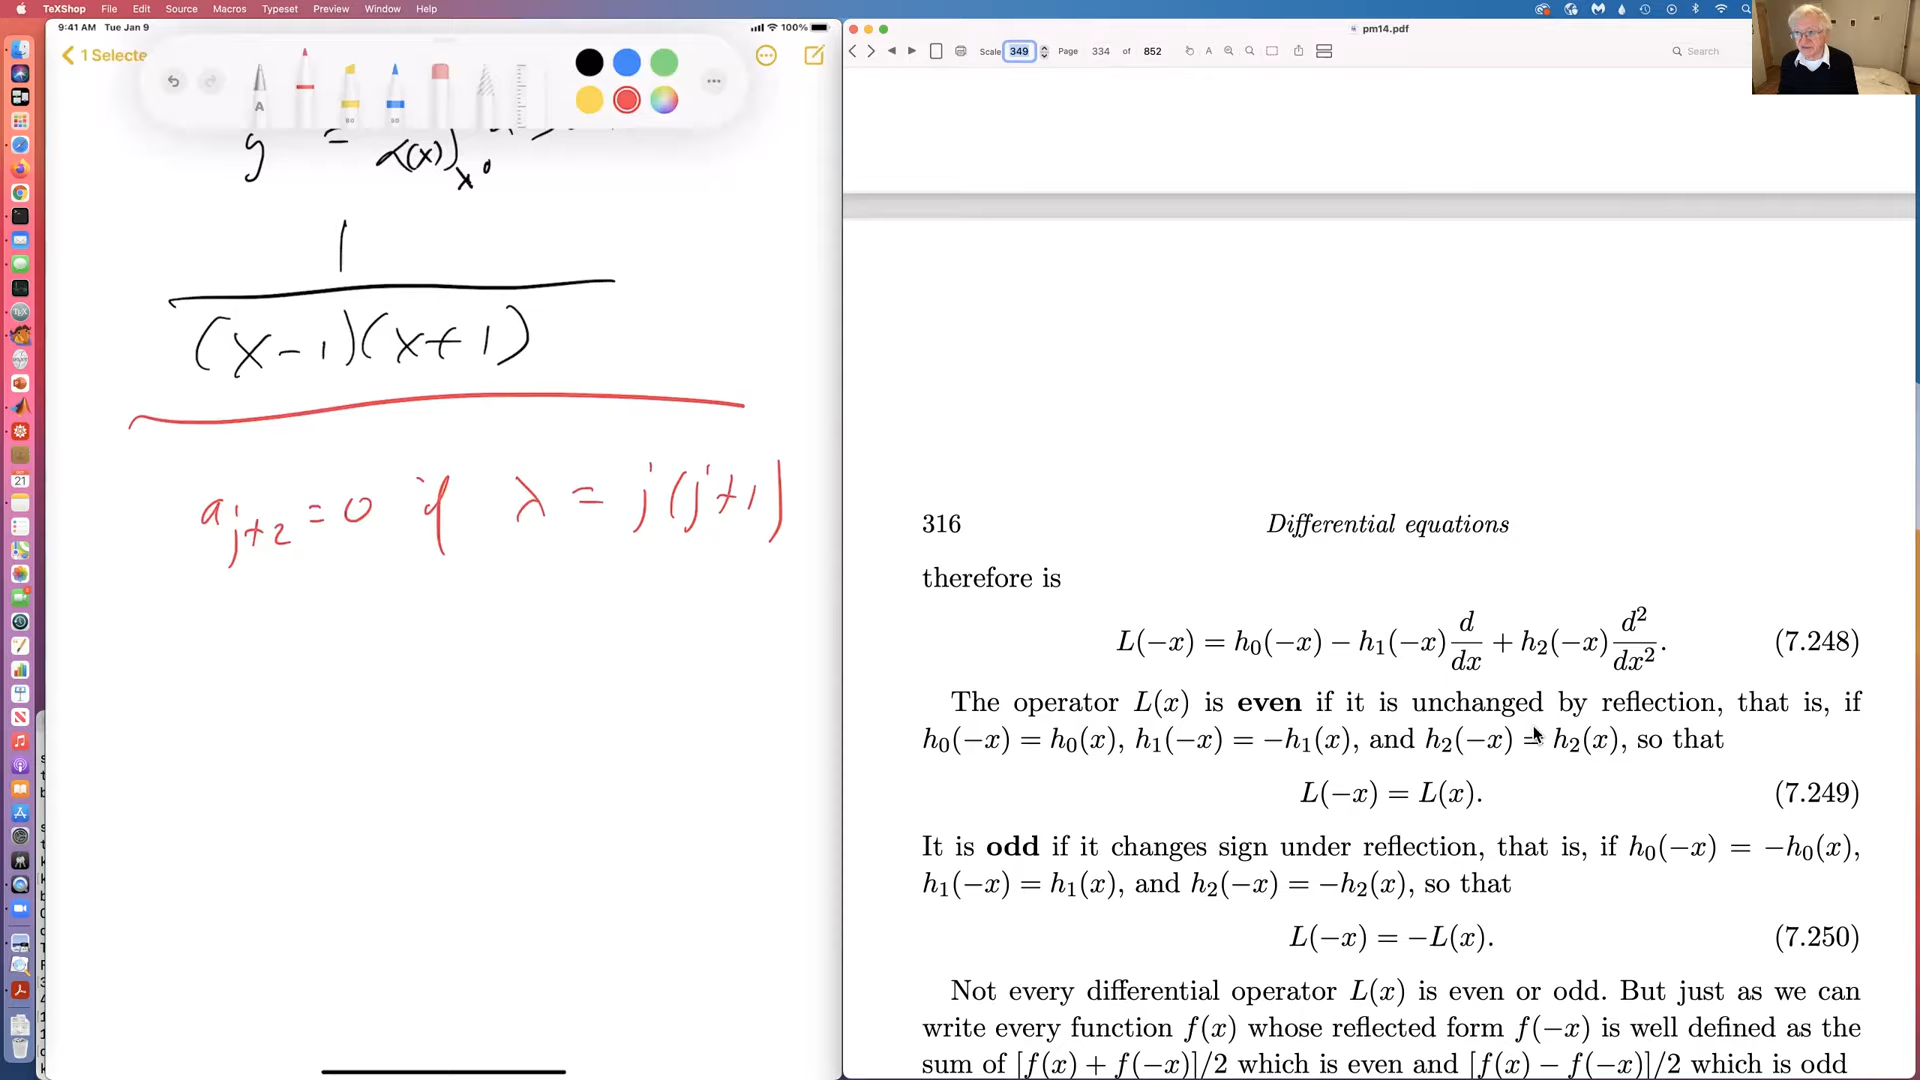 TeXShop File Edit Source Macros Typeset Preview Window Help
9:41 AM Tue Jan 9
100%
1 Selecte
A
80
50
y = α(x) x⁰
1
(x-1)(x+1)
a_{j+2} = 0 if λ = j(j+1)
OCT
21
pm14.pdf
Scale 349 Page 334 of 852
Search
316 Differential equations
therefore is
L(−x) = h₀(−x) − h₁(−x) d/dx + h₂(−x) d²/dx². (7.248)
The operator L(x) is even if it is unchanged by reflection, that is, if
h₀(−x) = h₀(x), h₁(−x) = −h₁(x), and h₂(−x) = h₂(x), so that
L(−x) = L(x). (7.249)
It is odd if it changes sign under reflection, that is, if h₀(−x) = −h₀(x),
h₁(−x) = h₁(x), and h₂(−x) = −h₂(x), so that
L(−x) = −L(x). (7.250)
Not every differential operator L(x) is even or odd. But just as we can
write every function f(x) whose reflected form f(−x) is well defined as the
sum of [f(x) + f(−x)]/2 which is even and [f(x) − f(−x)]/2 which is odd